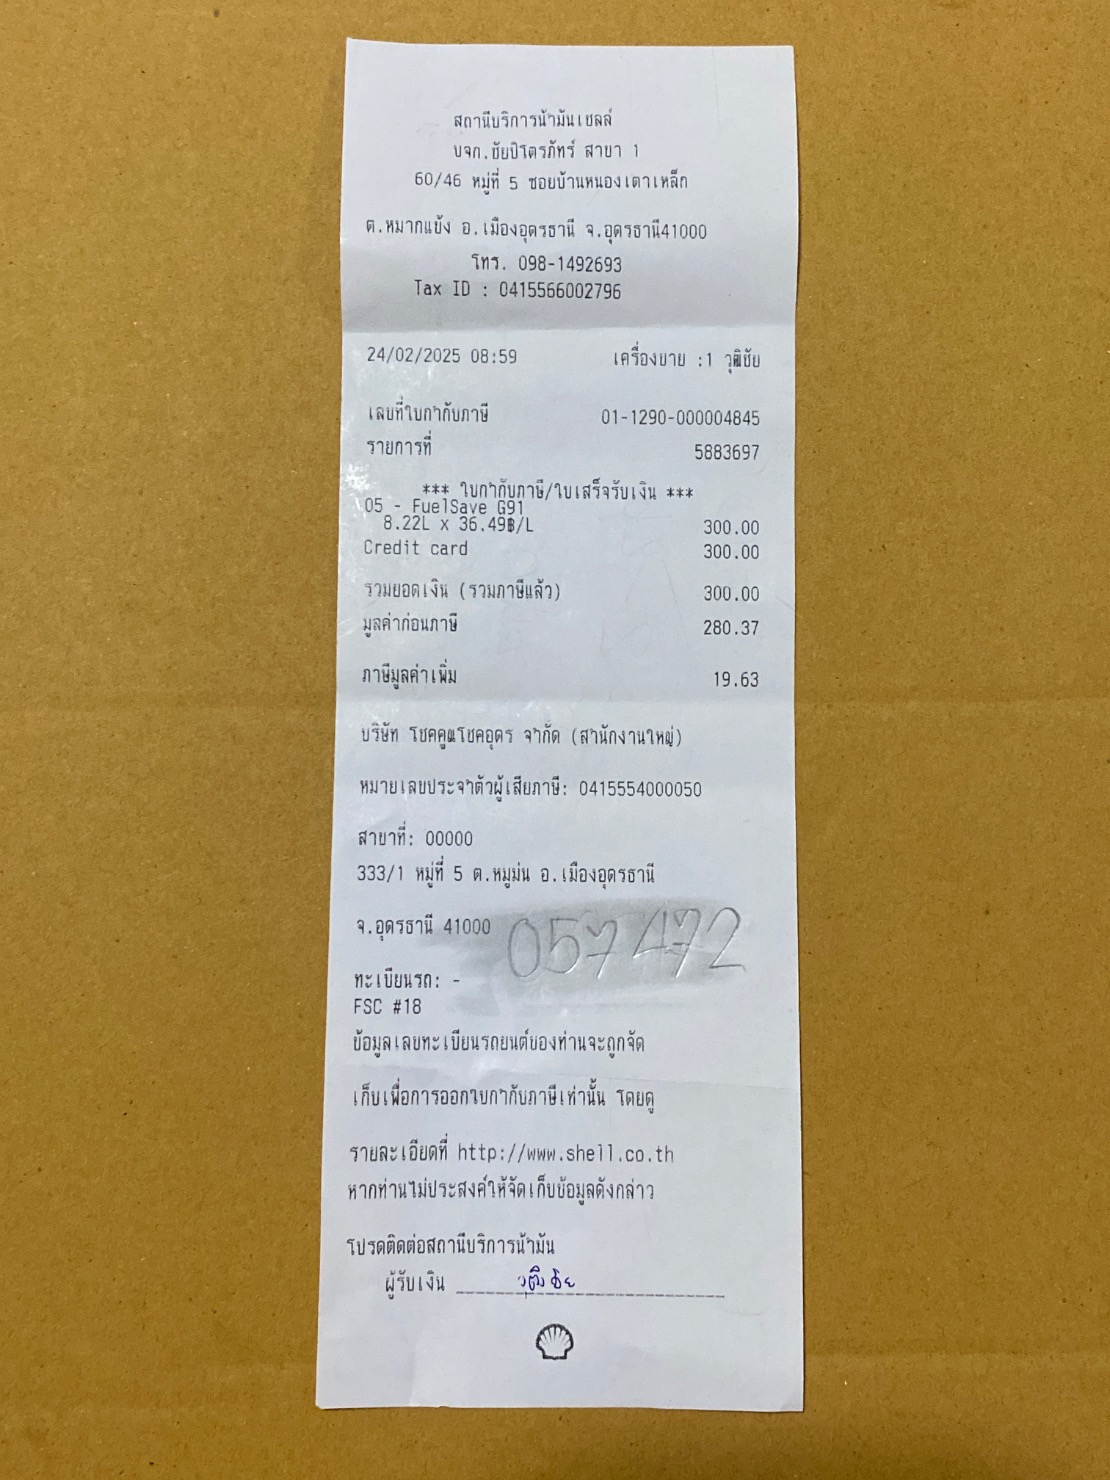 สถานีบริการน้ำมันเชลล์
บจก.ชัยปิโตรภัทร์ สาขา 1
60/46 หมู่ที่ 5 ซอยบ้านหนองเตาเหล็ก
ต.หมากแข้ง อ.เมืองอุดรธานี จ.อุดรธานี41000
โทร. 098-1492693
Tax ID : 0415566002796
24/02/2025 08:59 เครื่องขาย :1 วุฒิชัย
เลขที่ใบกำกับภาษี 01-1290-000004845
รายการที่ 5883697
*** ใบกำกับภาษี/ใบเสร็จรับเงิน ***
05 - FuelSave G91
8.22L x 36.49฿/L 300.00
Credit card 300.00
รวมยอดเงิน (รวมภาษีแล้ว) 300.00
มูลค่าก่อนภาษี 280.37
ภาษีมูลค่าเพิ่ม 19.63
บริษัท โชคคูณโชคอุดร จำกัด (สำนักงานใหญ่)
หมายเลขประจำตัวผู้เสียภาษี: 0415554000050
สาขาที่: 00000
333/1 หมู่ที่ 5 ต.หมูม่น อ.เมืองอุดรธานี
จ.อุดรธานี 41000 057472
ทะเบียนรถ: -
FSC #18
ข้อมูลเลขทะเบียนรถยนต์ของท่านจะถูกจัด
เก็บเพื่อการออกใบกำกับภาษีเท่านั้น โดยดู
รายละเอียดที่ http://www.shell.co.th
หากท่านไม่ประสงค์ให้จัดเก็บข้อมูลดังกล่าว
โปรดติดต่อสถานีบริการน้ำมัน
ผู้รับเงิน วุฒิชัย